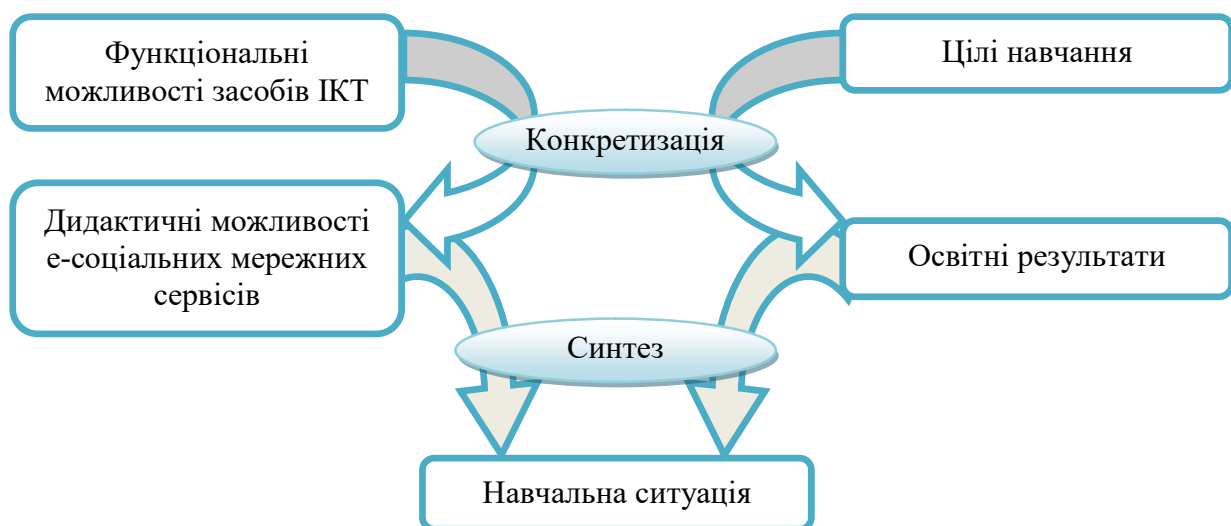 Функціональні
можливості засобів ІКТ
Цілі навчання
Конкретизація
Дидактичні можливості
е-соціальних мережних
сервісів
Освітні результати
Синтез
Навчальна ситуація